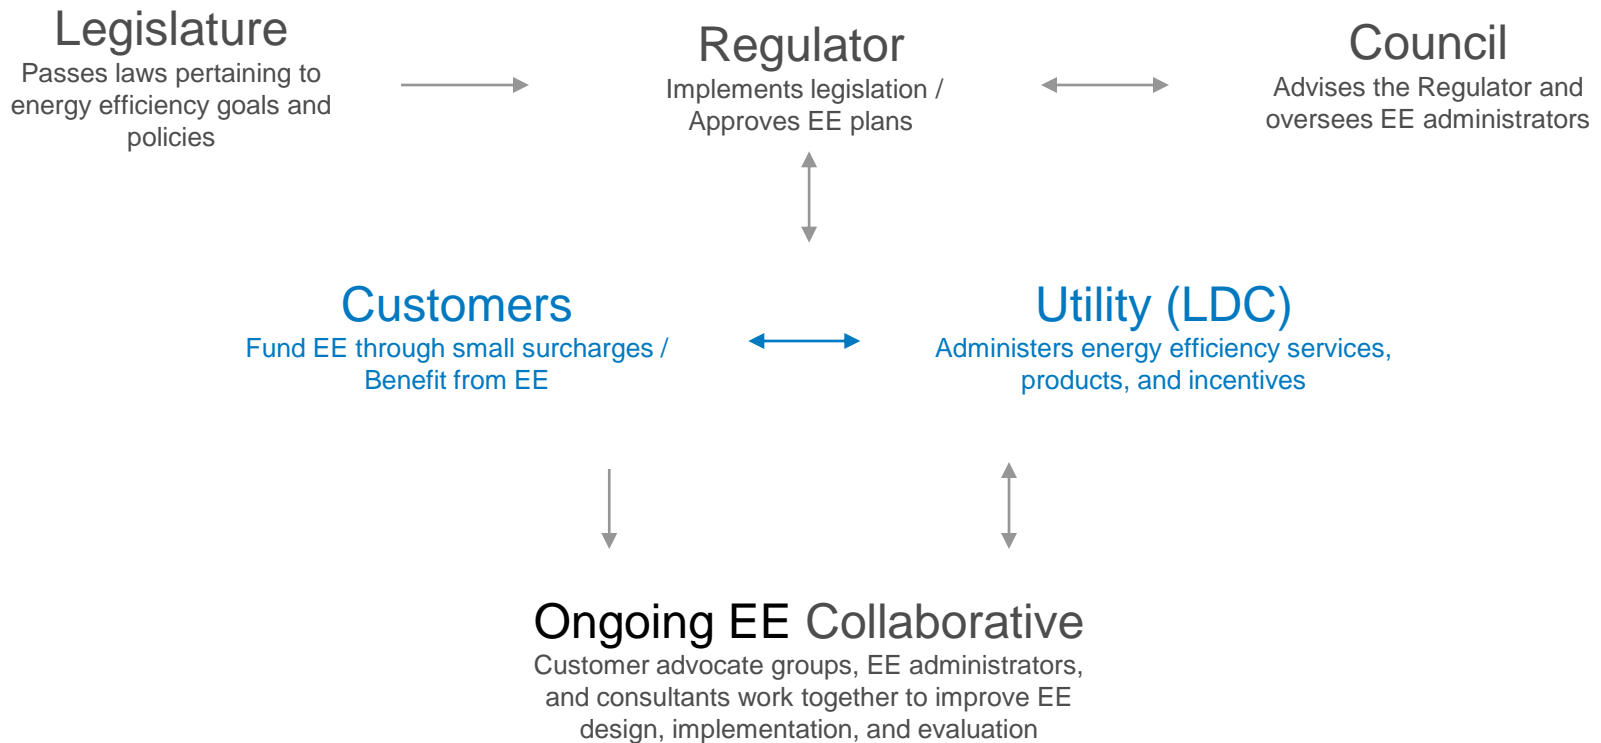 Legislature
Passes laws pertaining to
energy efficiency goals and
policies
Regulator
Implements legislation /
Approves EE plans
Council
Advises the Regulator and
oversees EE administrators
Customers
Fund EE through small surcharges /
Benefit from EE
Utility (LDC)
Administers energy efficiency services,
products, and incentives
Ongoing EE Collaborative
Customer advocate groups, EE administrators,
and consultants work together to improve EE
design, implementation, and evaluation